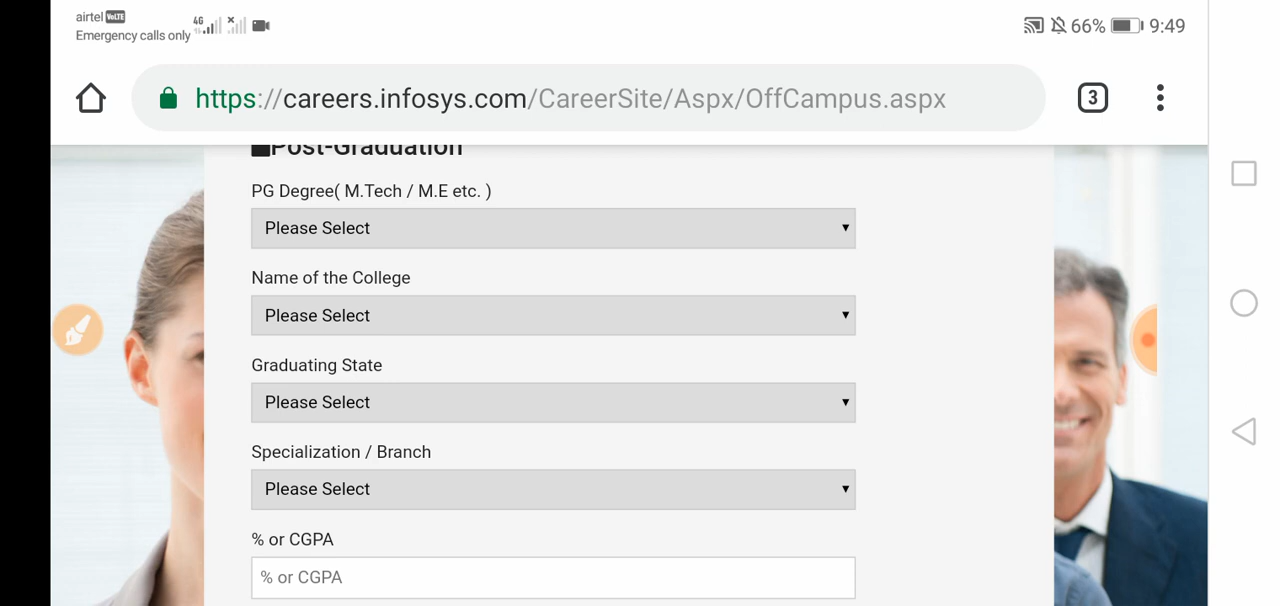 airtel VoLTE
Emergency calls only
4G
66%
9:49
https://careers.infosys.com/CareerSite/Aspx/OffCampus.aspx
3
Post-Graduation
PG Degree( M.Tech / M.E etc. )
Please Select
Name of the College
Please Select
Graduating State
Please Select
Specialization / Branch
Please Select
% or CGPA
% or CGPA